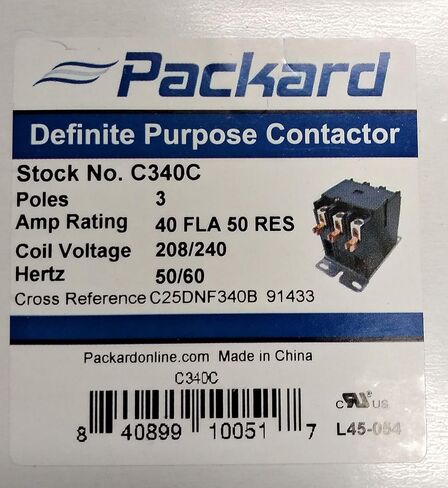 Packard
Definite Purpose Contactor
Stock No. C340C
Poles 3
Amp Rating 40 FLA 50 RES
Coil Voltage 208/240
Hertz 50/60
Cross Reference C25DNF340B 91433
Packardonline.com Made in China
C340C
C RU US
8 40899 10051 7
L45-054